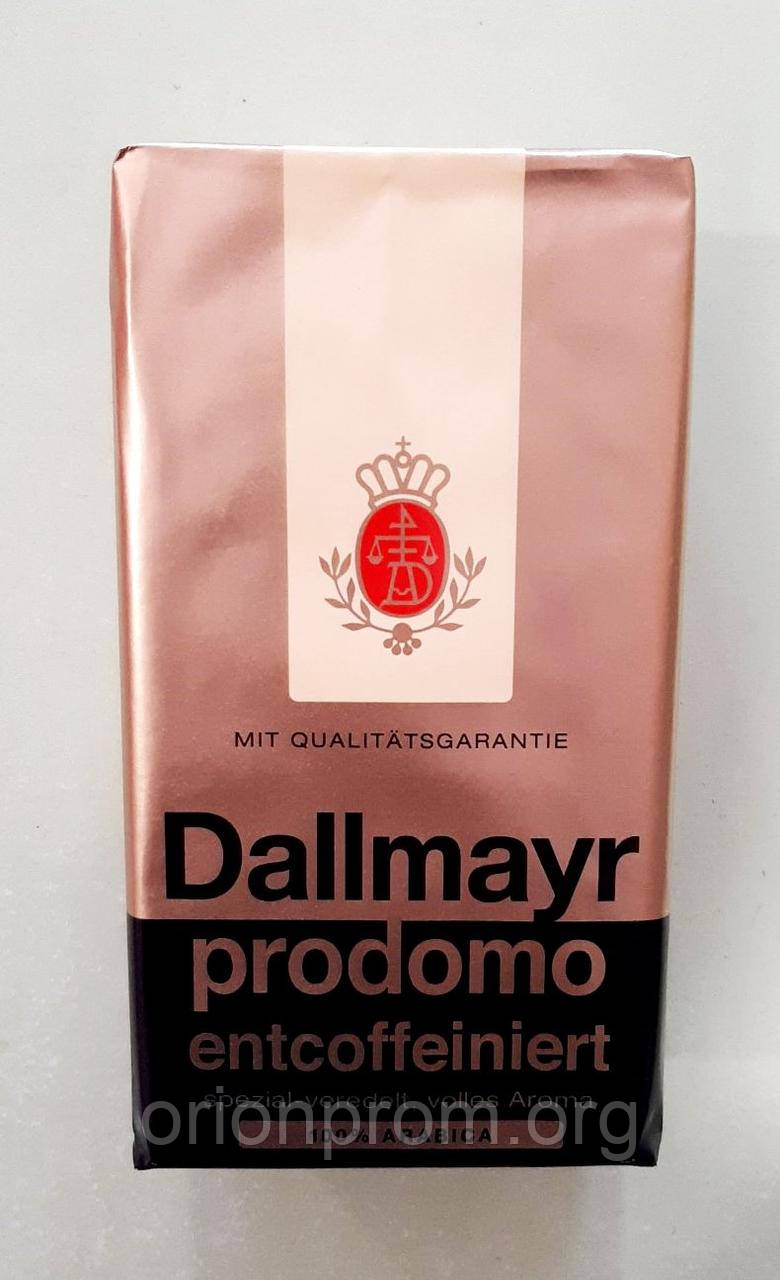 MIT QUALITÄTSGARANTIE
Dallmayr
prodomo
entcoffeiniert
spezial-veredelt, volles Aroma
orionprom.org
100% ARABICA